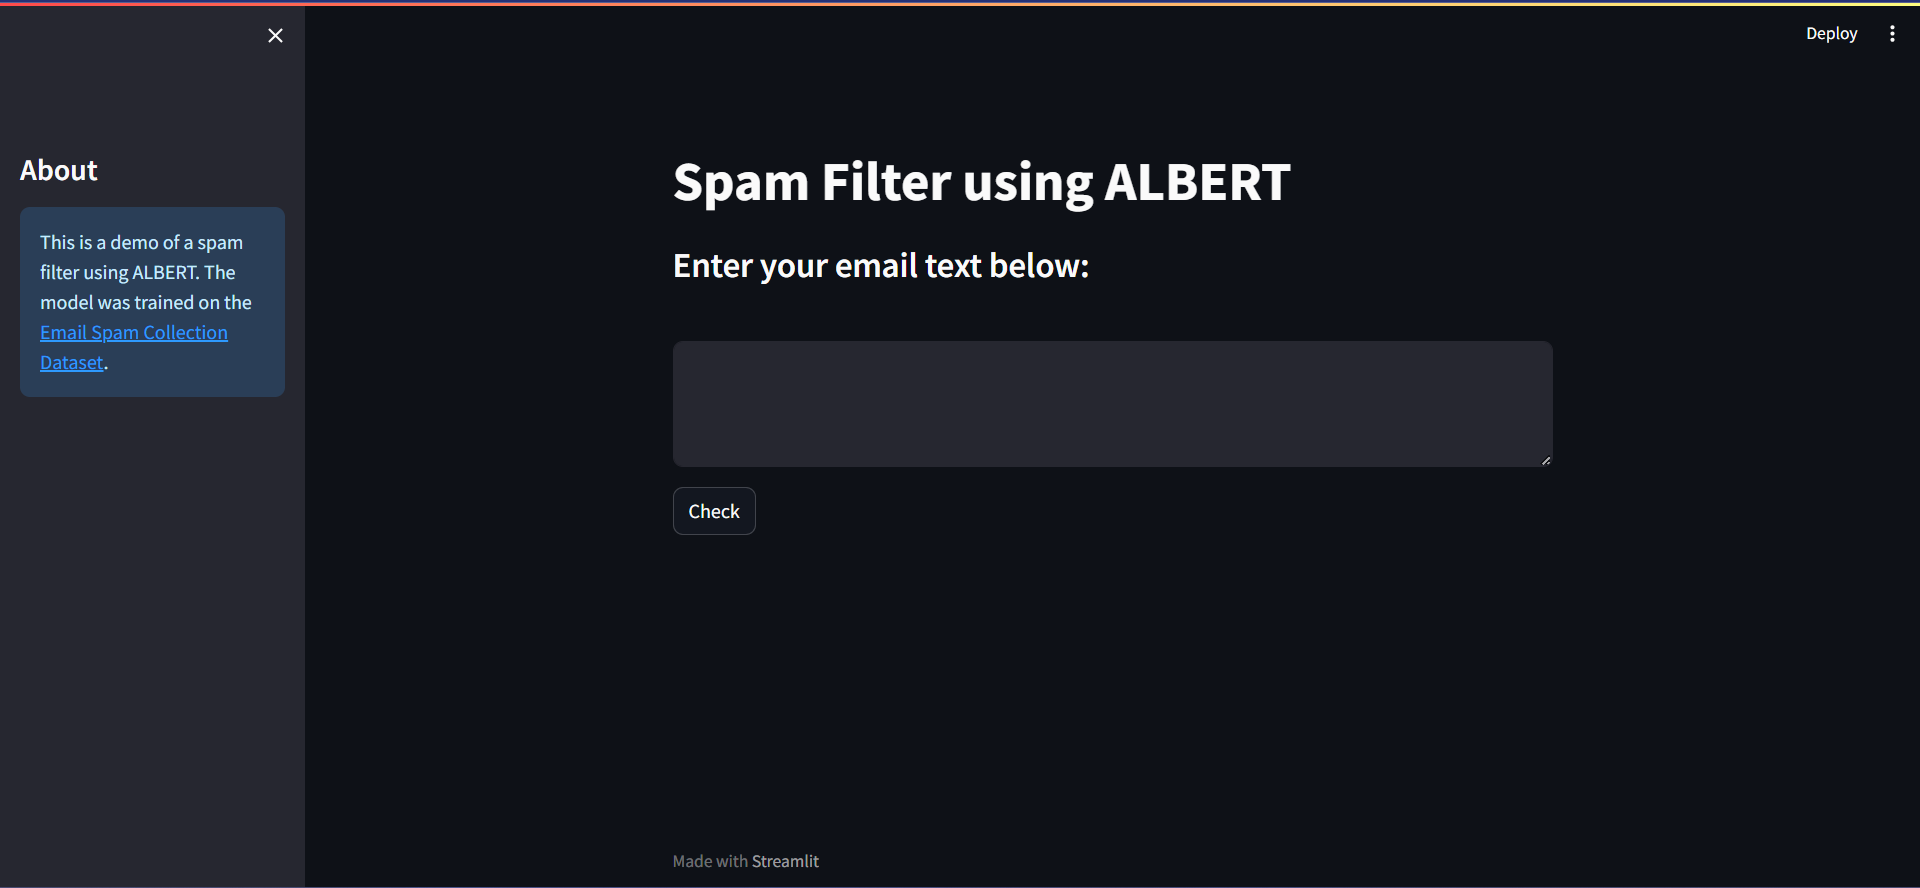 Deploy
About
This is a demo of a spam
filter using ALBERT. The
model was trained on the
Email Spam Collection
Dataset.
Spam Filter using ALBERT
Enter your email text below:
Check
Made with Streamlit